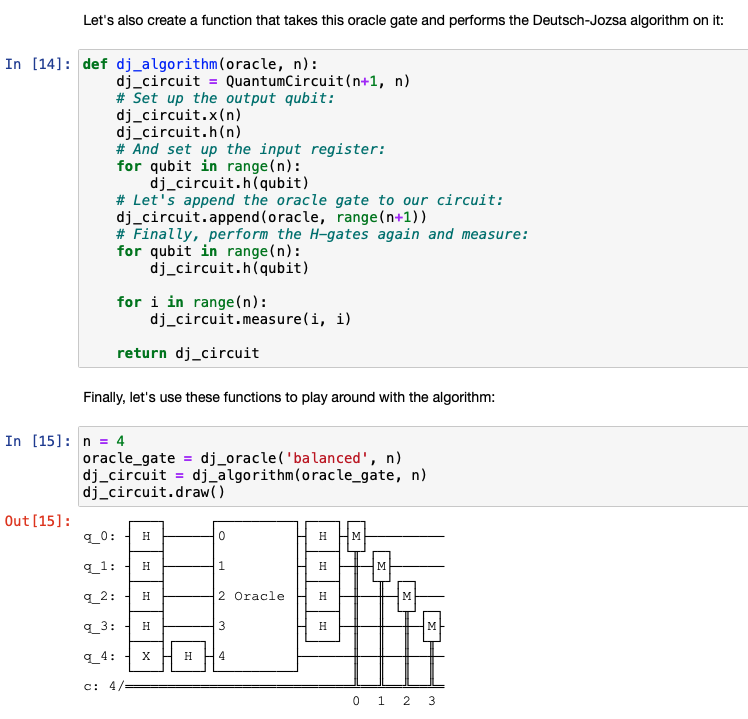 Let's also create a function that takes this oracle gate and performs the Deutsch-Jozsa algorithm on it:
In [14]: def dj_algorithm(oracle, n):
    dj_circuit = QuantumCircuit(n+1, n)
    # Set up the output qubit:
    dj_circuit.x(n)
    dj_circuit.h(n)
    # And set up the input register:
    for qubit in range(n):
        dj_circuit.h(qubit)
    # Let's append the oracle gate to our circuit:
    dj_circuit.append(oracle, range(n+1))
    # Finally, perform the H-gates again and measure:
    for qubit in range(n):
        dj_circuit.h(qubit)
    for i in range(n):
        dj_circuit.measure(i, i)
    return dj_circuit
Finally, let's use these functions to play around with the algorithm:
In [15]: n = 4
oracle_gate = dj_oracle('balanced', n)
dj_circuit = dj_algorithm(oracle_gate, n)
dj_circuit.draw()
Out[15]:
q_0: H 0 H M
q_1: H 1 H M
q_2: H 2 Oracle H M
q_3: H 3 H M
q_4: X H 4
c: 4/
0 1 2 3